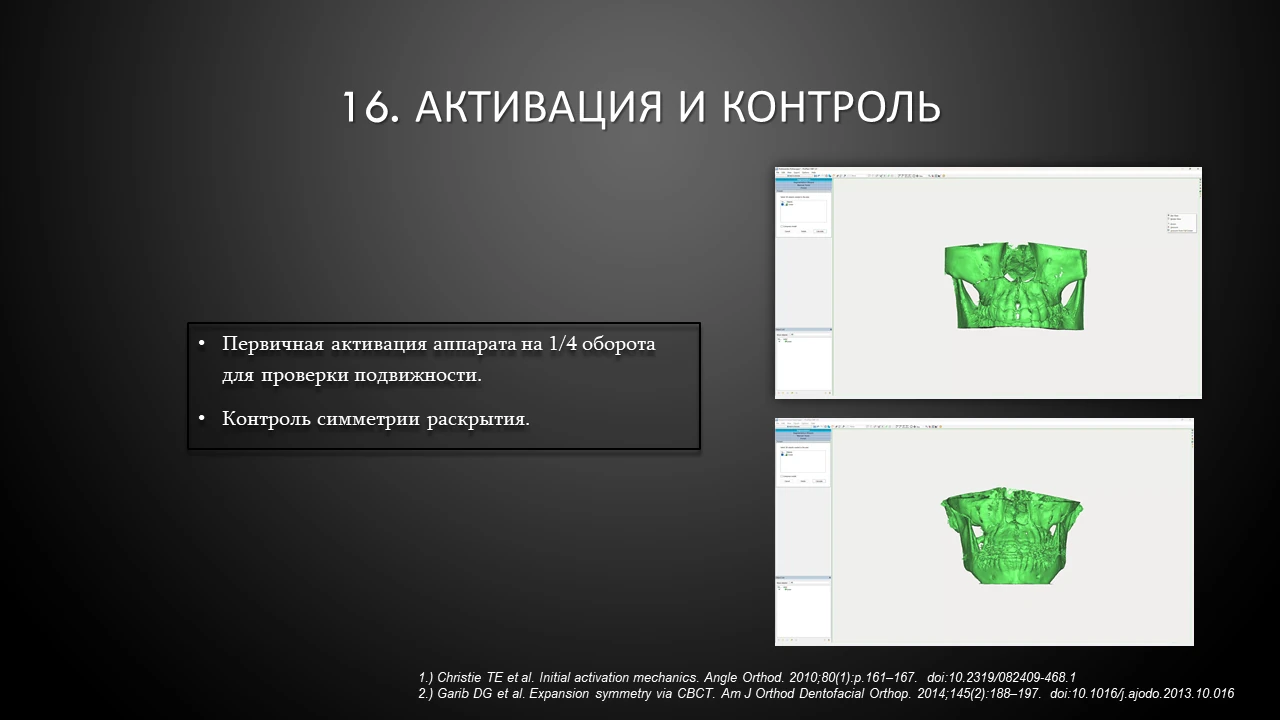 16. АКТИВАЦИЯ И КОНТРОЛЬ
• Первичная активация аппарата на 1/4 оборота
для проверки подвижности.
• Контроль симметрии раскрытия.
1.) Christie TE et al. Initial activation mechanics. Angle Orthod. 2010;80(1):p.161–167. doi:10.2319/082409-468.1
2.) Garib DG et al. Expansion symmetry via CBCT. Am J Orthod Dentofacial Orthop. 2014;145(2):188–197. doi:10.1016/j.ajodo.2013.10.016